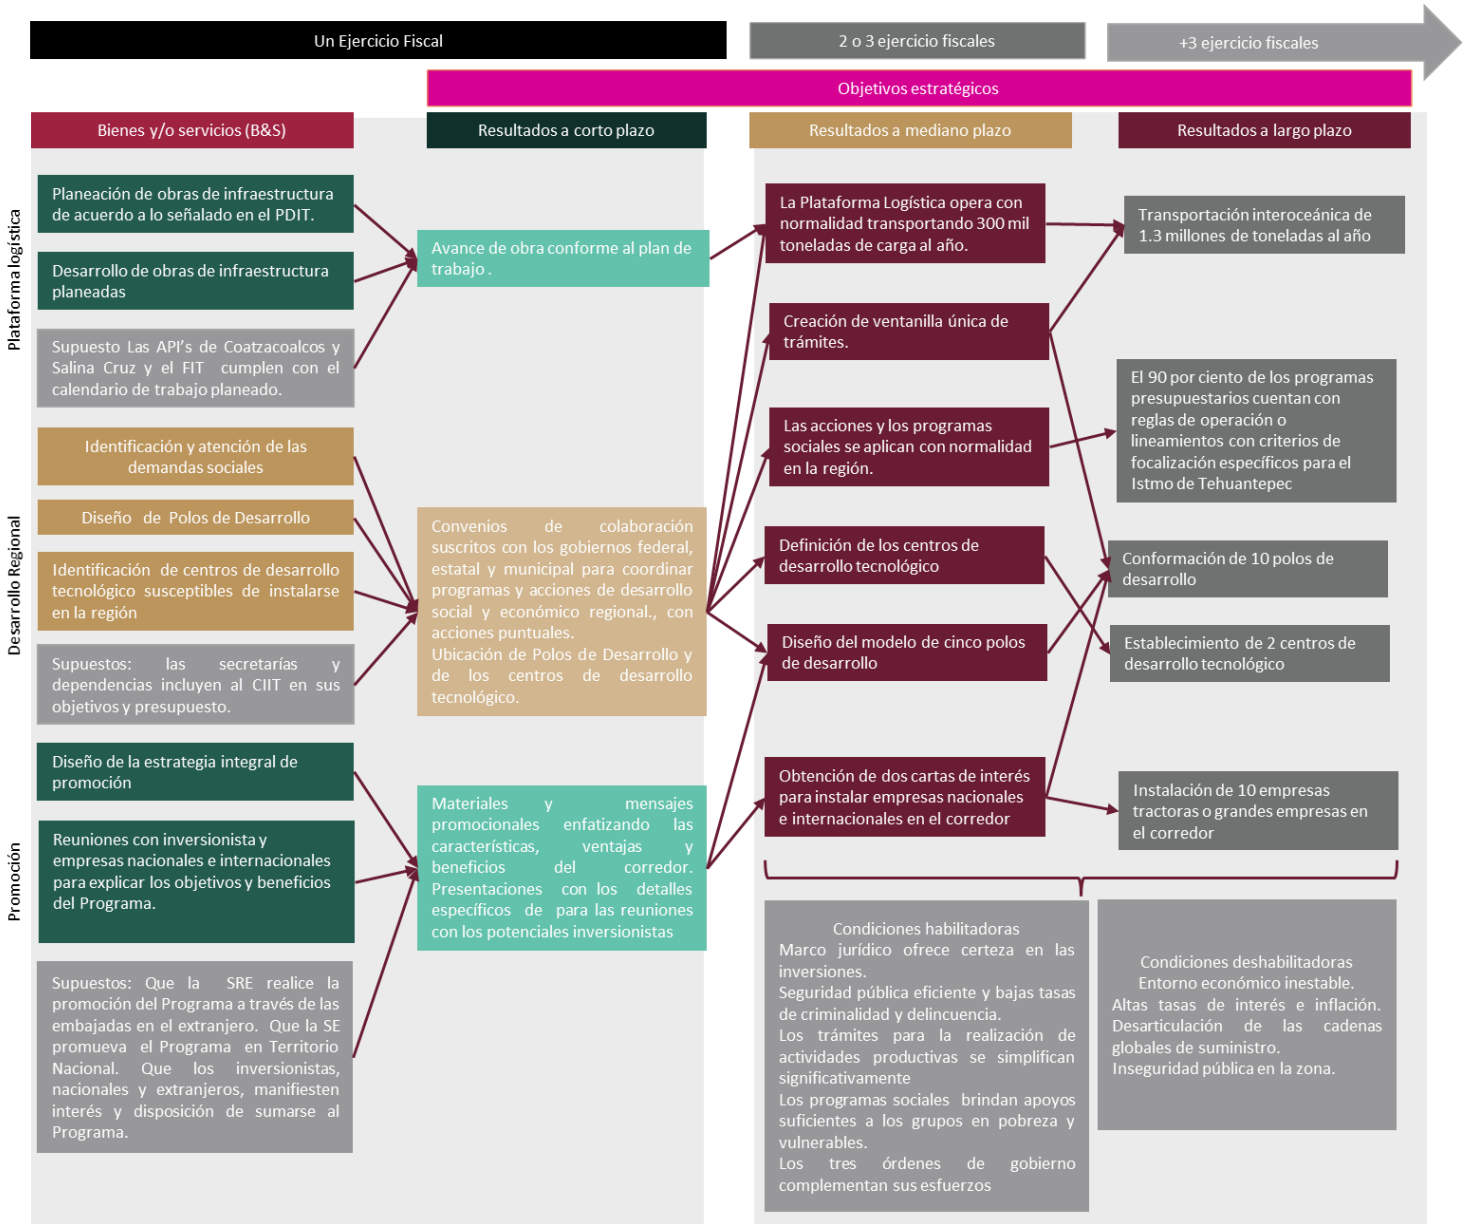 Un Ejercicio Fiscal
2 o 3 ejercicio fiscales
+3 ejercicio fiscales
Objetivos estratégicos
Bienes y/o servicios (B&S)
Resultados a corto plazo
Resultados a mediano plazo
Resultados a largo plazo
Plataforma logística
Planeación de obras de infraestructura
de acuerdo a lo señalado en el PDIT.
Desarrollo de obras de infraestructura
planeadas
Supuesto Las API's de Coatzacoalcos y
Salina Cruz y el FIT cumplen con el
calendario de trabajo planeado.
Avance de obra conforme al plan de
trabajo .
La Plataforma Logística opera con
normalidad transportando 300 mil
toneladas de carga al año.
Transportación interoceánica de
1.3 millones de toneladas al año
Creación de ventanilla única de
trámites.
Desarrollo Regional
Identificación y atención de las
demandas sociales
Diseño de Polos de Desarrollo
Identificación de centros de desarrollo
tecnológico susceptibles de instalarse
en la región
Supuestos: las secretarías y
dependencias incluyen al CIIT en sus
objetivos y presupuesto.
Convenios de colaboración
suscritos con los gobiernos federal,
estatal y municipal para coordinar
programas y acciones de desarrollo
social y económico regional., con
acciones puntuales.
Ubicación de Polos de Desarrollo y
de los centros de desarrollo
tecnológico.
Las acciones y los programas
sociales se aplican con normalidad
en la región.
El 90 por ciento de los programas
presupuestarios cuentan con
reglas de operación o
lineamientos con criterios de
focalización específicos para el
Istmo de Tehuantepec
Definición de los centros de
desarrollo tecnológico
Conformación de 10 polos de
desarrollo
Diseño del modelo de cinco polos
de desarrollo
Establecimiento de 2 centros de
desarrollo tecnológico
Promoción
Diseño de la estrategia integral de
promoción
Reuniones con inversionista y
empresas nacionales e internacionales
para explicar los objetivos y beneficios
del Programa.
Supuestos: Que la SRE realice la
promoción del Programa a través de las
embajadas en el extranjero. Que la SE
promueva el Programa en Territorio
Nacional. Que los inversionistas,
nacionales y extranjeros, manifiesten
interés y disposición de sumarse al
Programa.
Materiales y mensajes
promocionales enfatizando las
características, ventajas y
beneficios del corredor.
Presentaciones con los detalles
específicos de para las reuniones
con los potenciales inversionistas
Obtención de dos cartas de interés
para instalar empresas nacionales
e internacionales en el corredor
Instalación de 10 empresas
tractoras o grandes empresas en
el corredor
Condiciones habilitadoras
Marco jurídico ofrece certeza en las
inversiones.
Seguridad pública eficiente y bajas tasas
de criminalidad y delincuencia.
Los trámites para la realización de
actividades productivas se simplifican
significativamente
Los programas sociales brindan apoyos
suficientes a los grupos en pobreza y
vulnerables.
Los tres órdenes de gobierno
complementan sus esfuerzos
Condiciones deshabilitadoras
Entorno económico inestable.
Altas tasas de interés e inflación.
Desarticulación de las cadenas
globales de suministro.
Inseguridad pública en la zona.